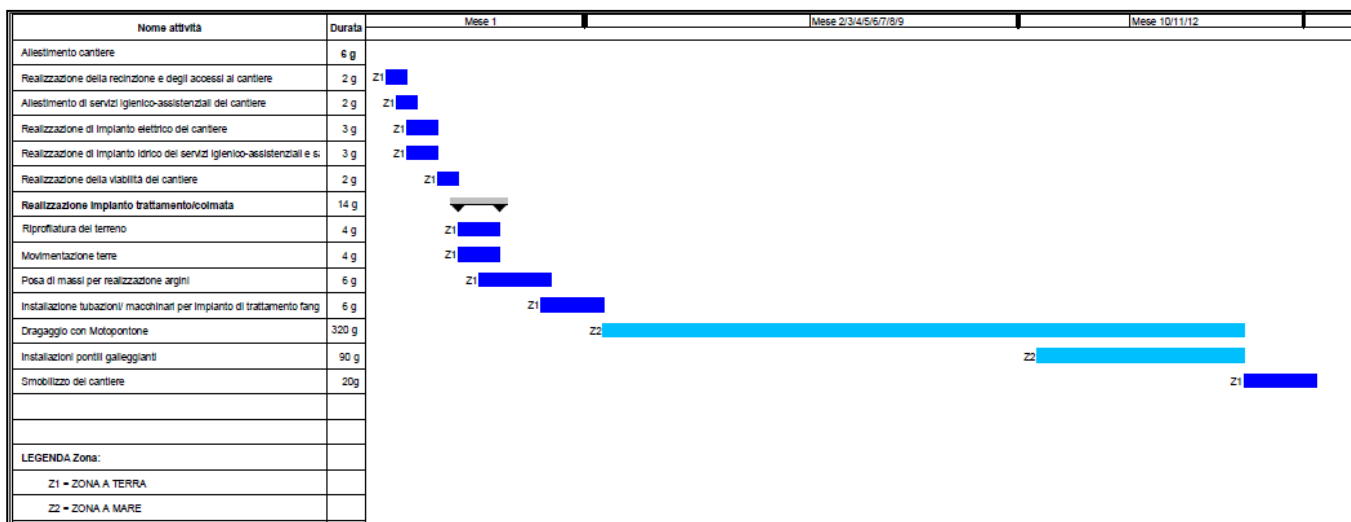 Nome attività Durata Mese 1 Mese 2/3/4/5/6/7/8/9 Mese 10/11/12
Allestimento cantiere 6 g
Realizzazione della recinzione e degli accessi al cantiere 2 g Z1
Allestimento di servizi igienico-assistenziali del cantiere 2 g Z1
Realizzazione di impianto elettrico del cantiere 3 g Z1
Realizzazione di impianto idrico dei servizi igienico-assistenziali e sa 3 g Z1
Realizzazione della viabilità del cantiere 2 g Z1
Realizzazione impianto trattamento/colmata 14 g
Riprofilatura del terreno 4 g Z1
Movimentazione terre 4 g Z1
Posa di massi per realizzazione argini 6 g Z1
Installazione tubazioni/ macchinari per impianto di trattamento fang 6 g Z1
Dragaggio con Motopontone 320 g Z2
Installazioni pontili galleggianti 90 g Z2
Smobilizzo del cantiere 20g Z1
LEGENDA Zona:
Z1 = ZONA A TERRA
Z2 = ZONA A MARE